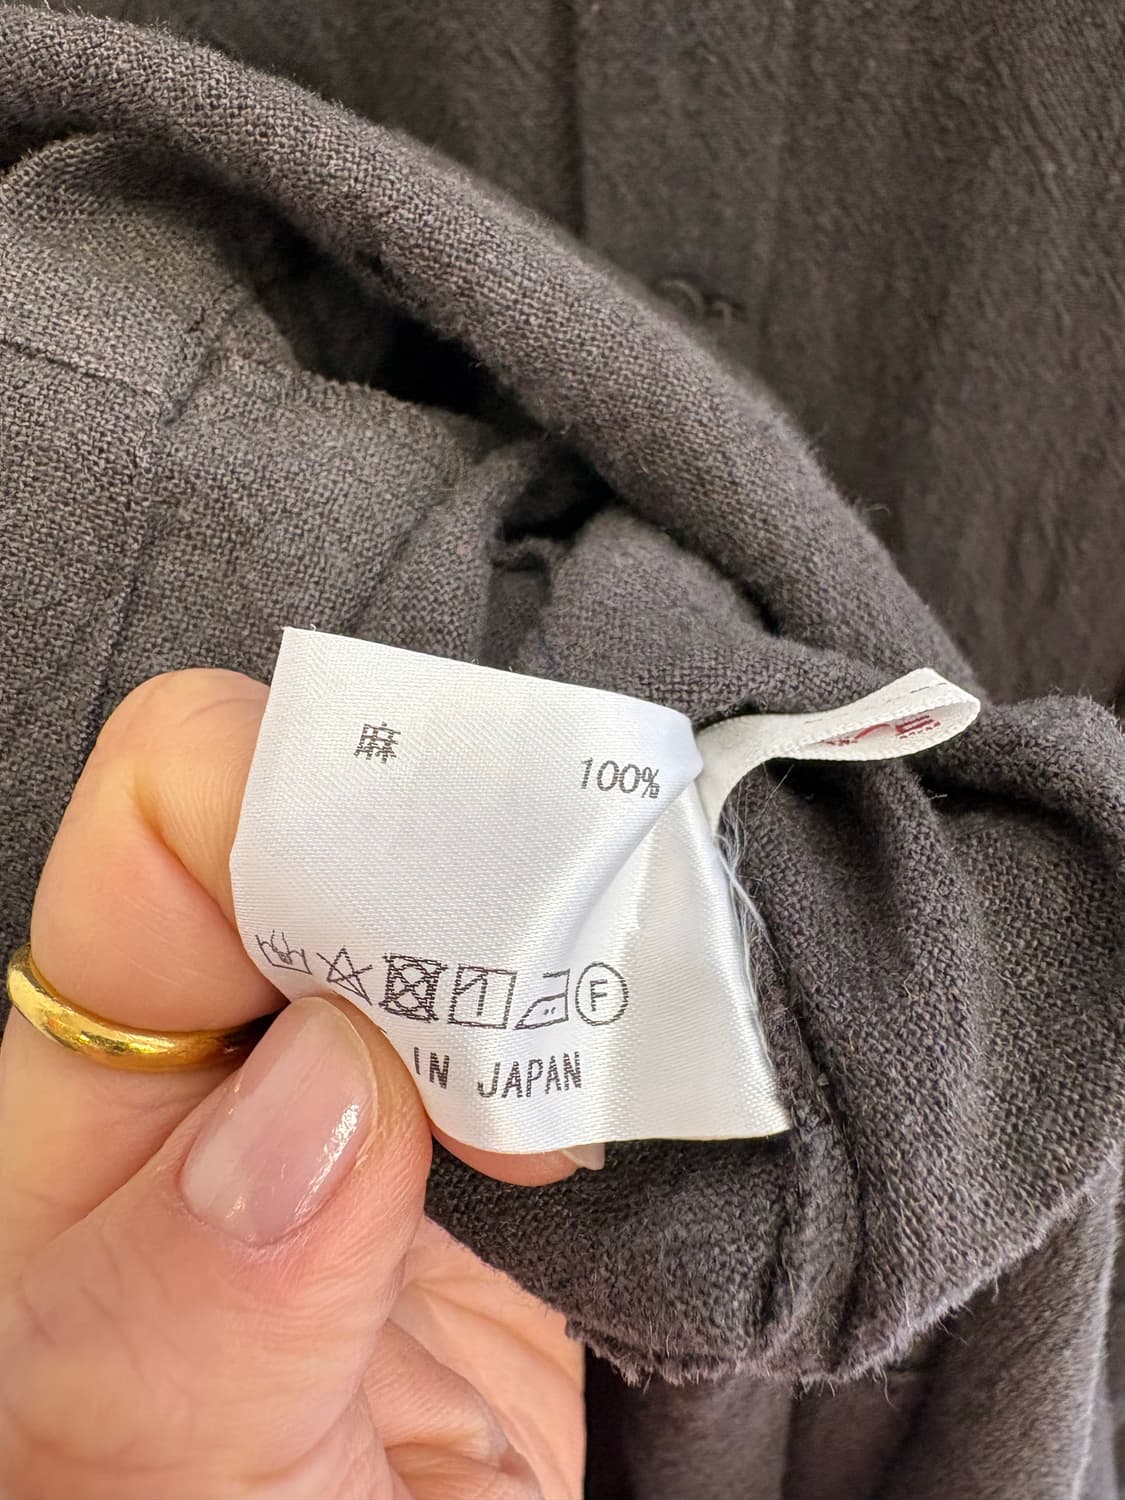 麻 100%
F
IN JAPAN